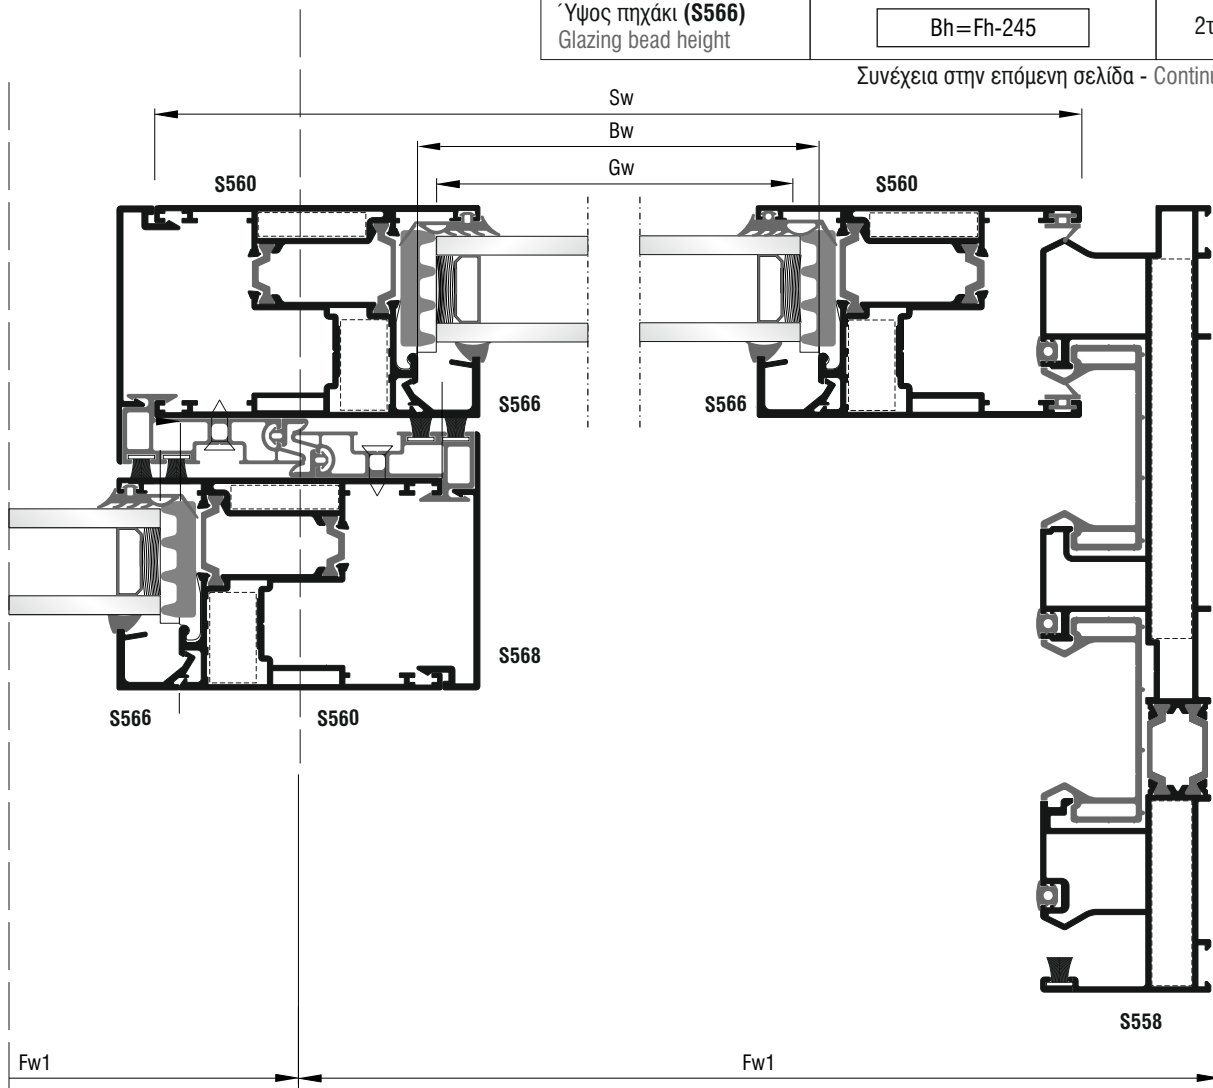 Ύψος πηχάκι (S566)
Glazing bead height
Bh=Fh-245
Συνέχεια στην επόμενη σελίδα -
Sw
Bw
Gw
S560
S560
S566
S566
S568
S566
S560
S558
Fw1
Fw1